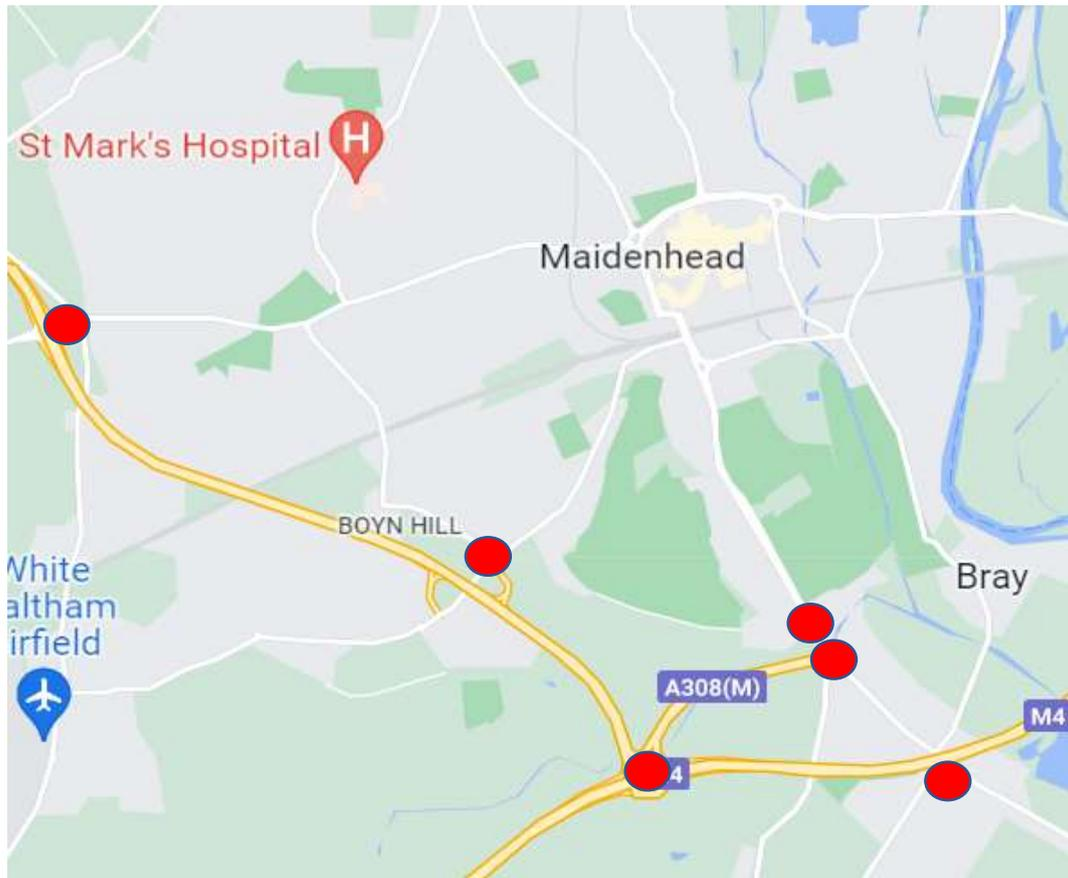 St Mark's Hospital
H
Maidenhead
BOYN HILL
White
altham
irfield
Bray
A308(M)
M4
4